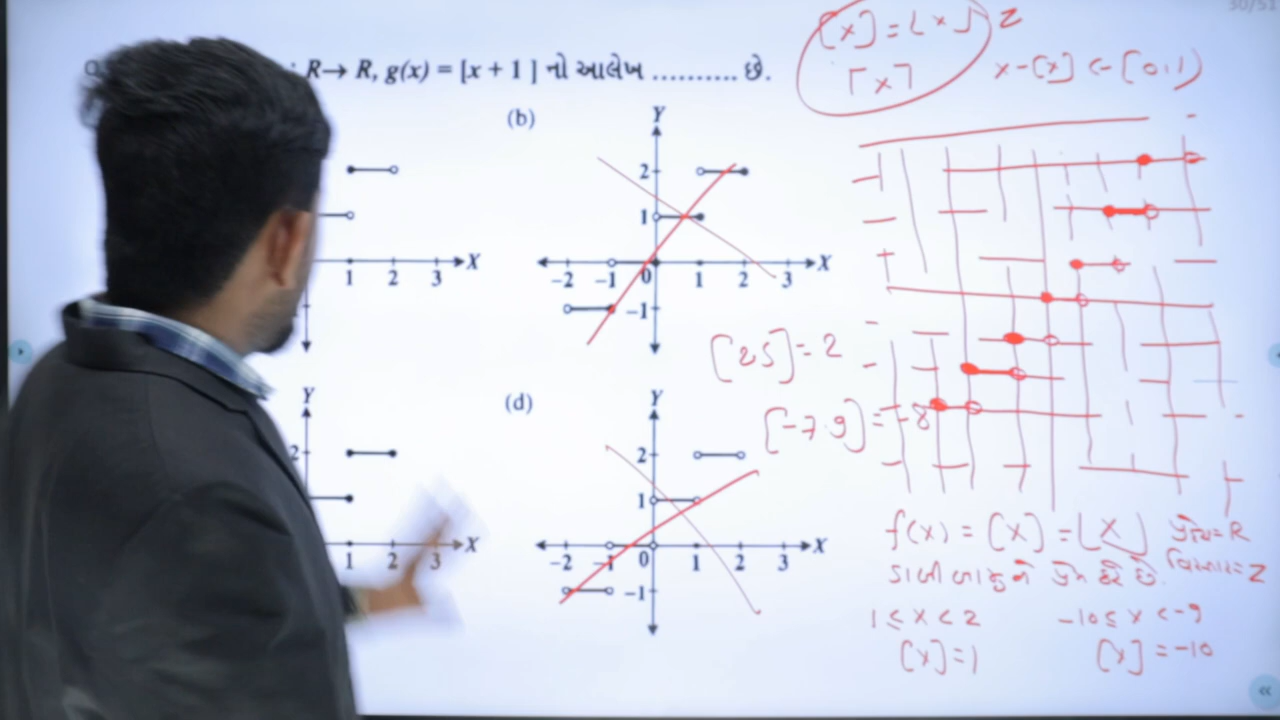 R→ R, g(x) = [x + 1] નો આલેખ .......... છે.
[x] = ⌊x⌋ Z
⌈x⌉
x-[x] ← [0,1)
1 2 3 X
(b)
Y
2
1
-2 -1 0 1 2 3 X
-1
[2.5] = 2
[-7.9] = -8
Y
2
1 2 3 X
(d)
Y
2
1
-2 -1 0 1 2 3 X
-1
f(x) = [x] = ⌊x⌋
= R
= Z
1 ≤ x < 2
[x] = 1
-10 ≤ x < -9
[x] = -10
30/51
«